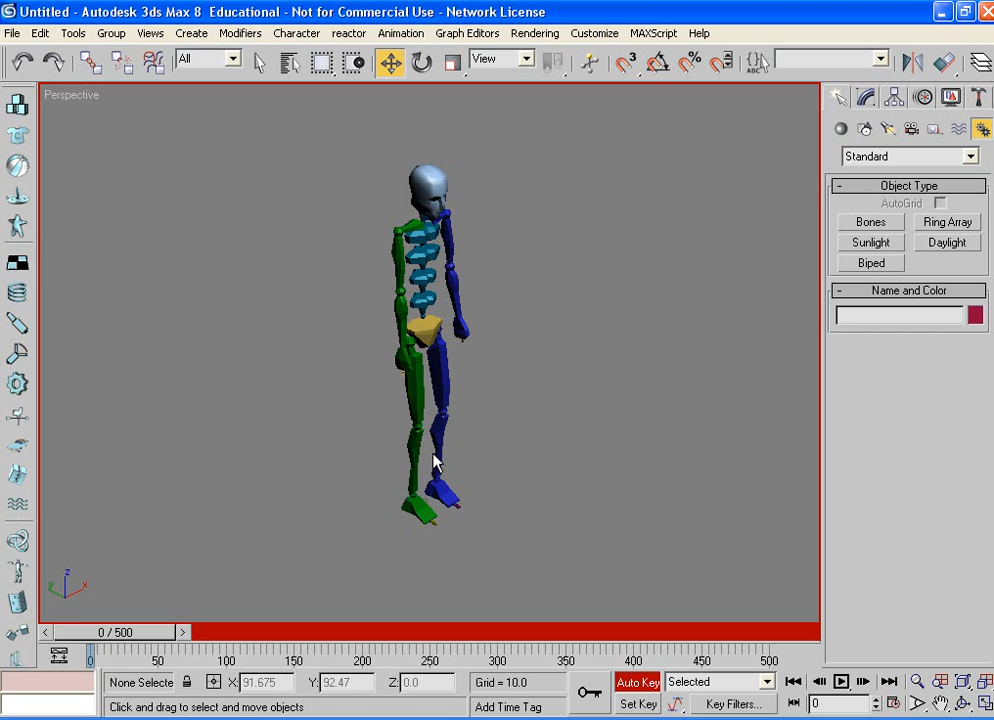 Untitled - Autodesk 3ds Max 8 Educational - Not for Commercial Use - Network License
File Edit Tools Group Views Create Modifiers Character reactor Animation Graph Editors Rendering Customize MAXScript Help
All View
Perspective
Standard
- Object Type
AutoGrid
Bones Ring Array
Sunlight Daylight
Biped
- Name and Color
z
y x
< 0 / 500 >
0 50 100 150 200 250 300 350 400 450 500
None Selecte X: 91.675 Y: 92.47 Z: 0.0 Grid = 10.0 Auto Key Selected
Click and drag to select and move objects Add Time Tag Set Key Key Filters... 0